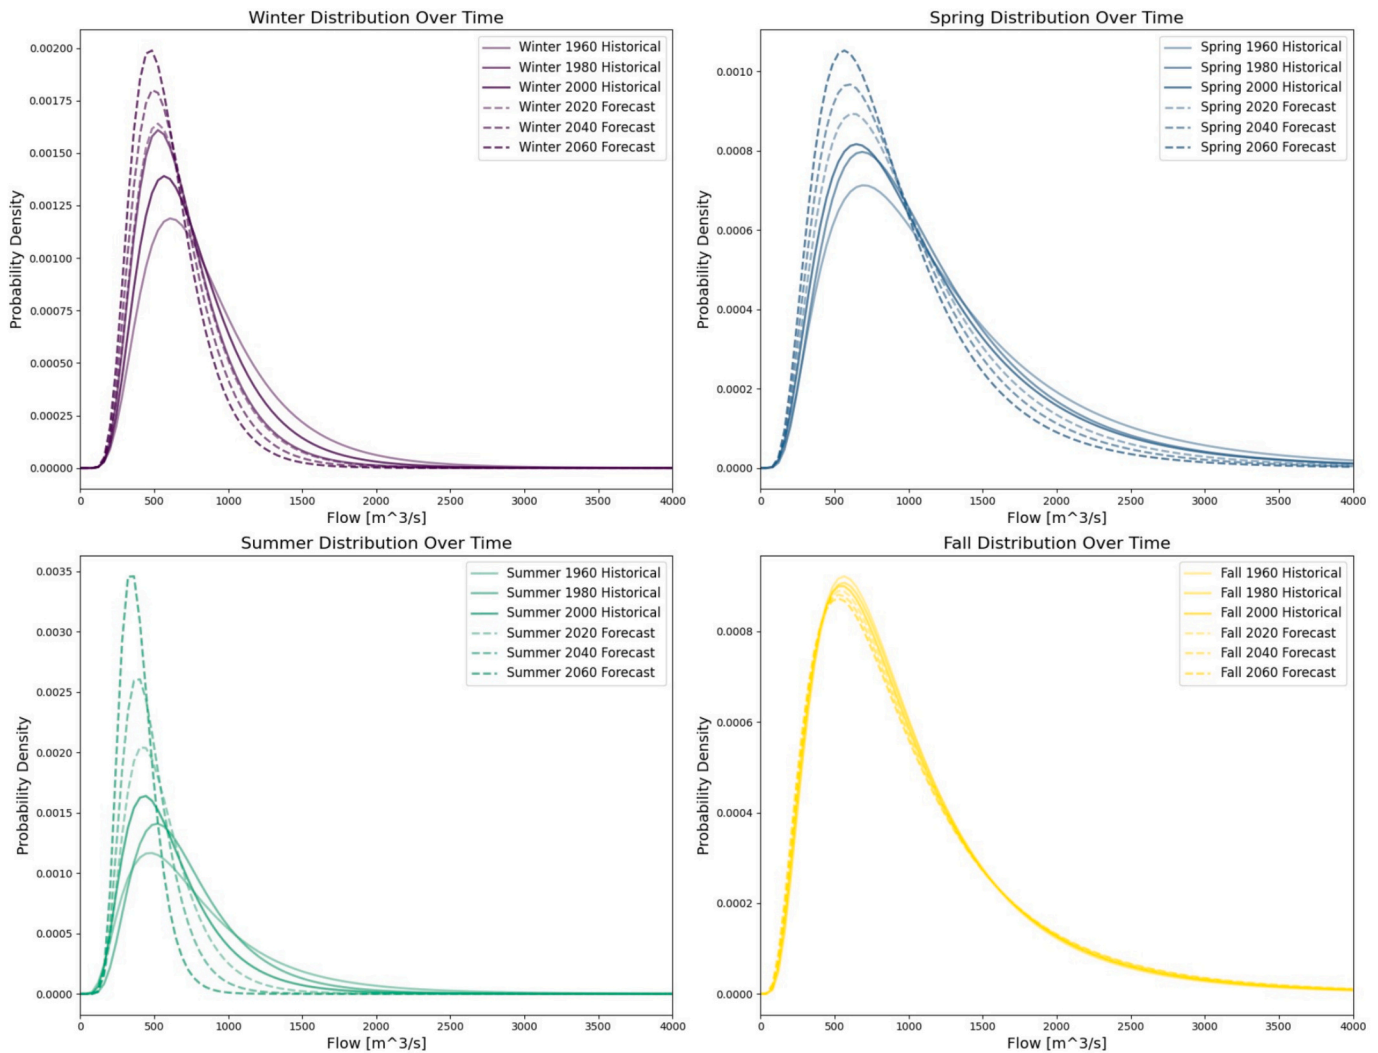 Winter Distribution Over Time
Probability Density
0.00200
0.00175
0.00150
0.00125
0.00100
0.00075
0.00050
0.00025
0.00000
Winter 1960 Historical
Winter 1980 Historical
Winter 2000 Historical
Winter 2020 Forecast
Winter 2040 Forecast
Winter 2060 Forecast
0 500 1000 1500 2000 2500 3000 3500 4000
Flow [m^3/s]
Spring Distribution Over Time
Probability Density
0.0010
0.0008
0.0006
0.0004
0.0002
0.0000
Spring 1960 Historical
Spring 1980 Historical
Spring 2000 Historical
Spring 2020 Forecast
Spring 2040 Forecast
Spring 2060 Forecast
0 500 1000 1500 2000 2500 3000 3500 4000
Flow [m^3/s]
Summer Distribution Over Time
Probability Density
0.0035
0.0030
0.0025
0.0020
0.0015
0.0010
0.0005
0.0000
Summer 1960 Historical
Summer 1980 Historical
Summer 2000 Historical
Summer 2020 Forecast
Summer 2040 Forecast
Summer 2060 Forecast
0 500 1000 1500 2000 2500 3000 3500 4000
Flow [m^3/s]
Fall Distribution Over Time
Probability Density
0.0008
0.0006
0.0004
0.0002
0.0000
Fall 1960 Historical
Fall 1980 Historical
Fall 2000 Historical
Fall 2020 Forecast
Fall 2040 Forecast
Fall 2060 Forecast
0 500 1000 1500 2000 2500 3000 3500 4000
Flow [m^3/s]